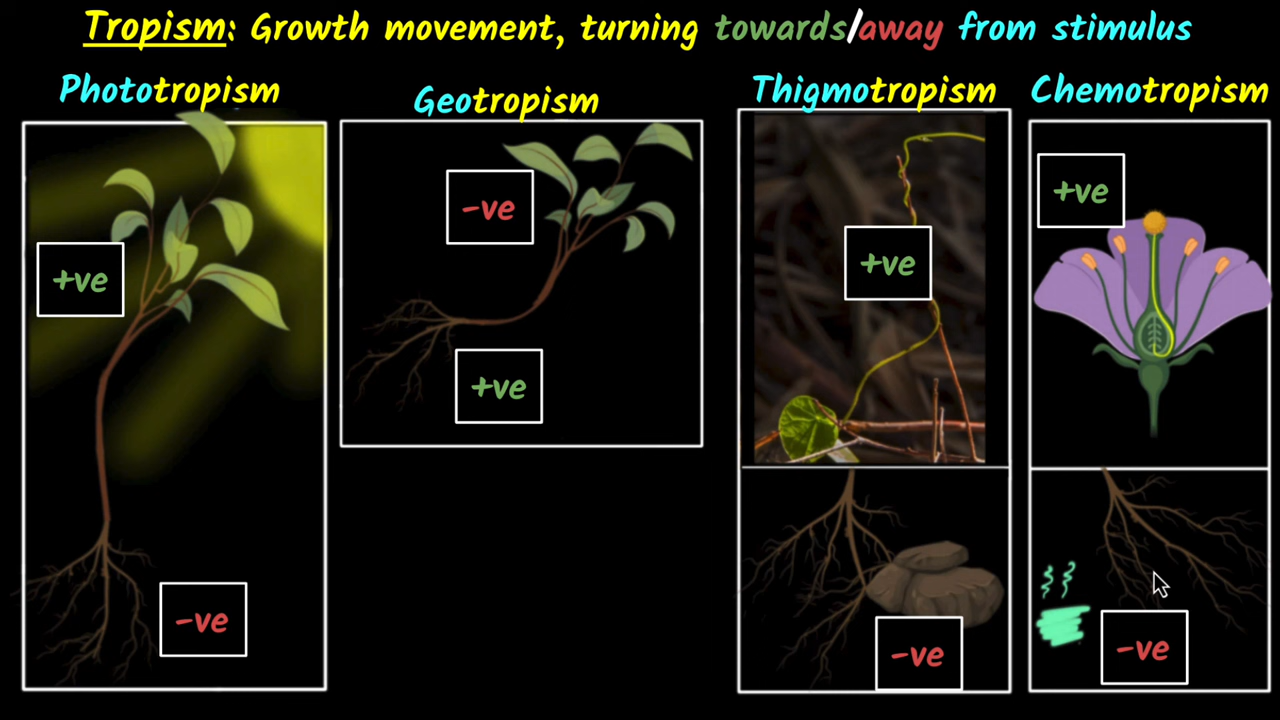 Tropism: Growth movement, turning towards/away from stimulus
Phototropism
Geotropism
Thigmotropism
Chemotropism
+ve
-ve
-ve
+ve
+ve
-ve
+ve
-ve